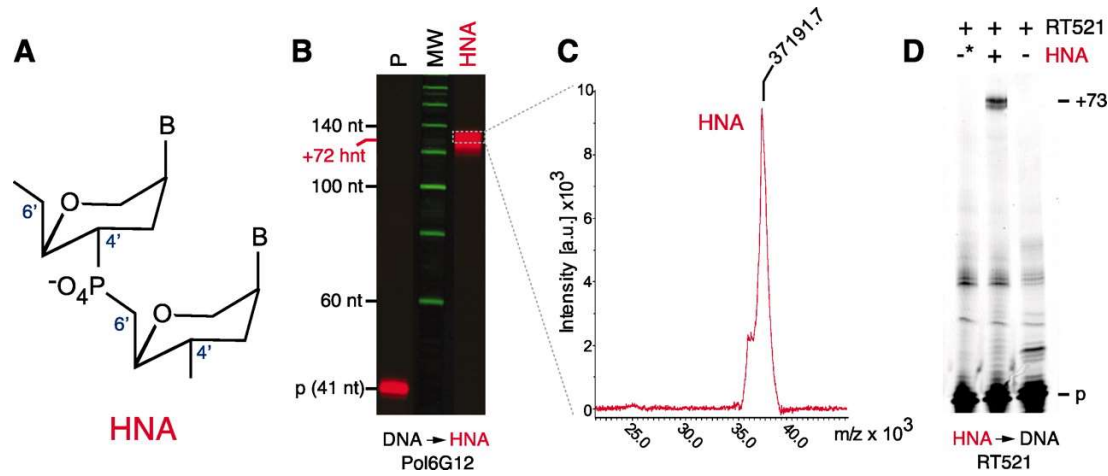 A
B
O
6'
4'
B
⁻O₄P
6'
O
4'
HNA
B
P
MW
HNA
140 nt
+72 hnt
100 nt
60 nt
p (41 nt)
DNA → HNA
Pol6G12
C
37191.7
HNA
10
8
6
4
2
0
Intensity [a.u.] x10³
25.0
30.0
35.0
40.0
m/z x 10³
D
+ + + RT521
-* + - HNA
+73
p
HNA → DNA
RT521